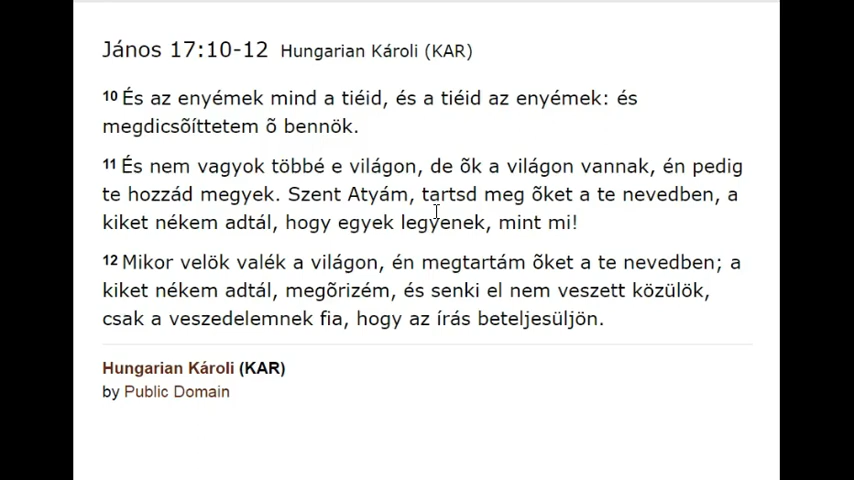 János 17:10-12 Hungarian Károli (KAR)
10 És az enyémek mind a tiéid, és a tiéid az enyémek: és
megdicsõíttetem õ bennök.
11 És nem vagyok többé e világon, de õk a világon vannak, én pedig
te hozzád megyek. Szent Atyám, tartsd meg õket a te nevedben, a
kiket nékem adtál, hogy egyek legyenek, mint mi!
12 Mikor velök valék a világon, én megtartám õket a te nevedben; a
kiket nékem adtál, megõrizém, és senki el nem veszett közülök,
csak a veszedelemnek fia, hogy az írás beteljesüljön.
Hungarian Károli (KAR)
by Public Domain